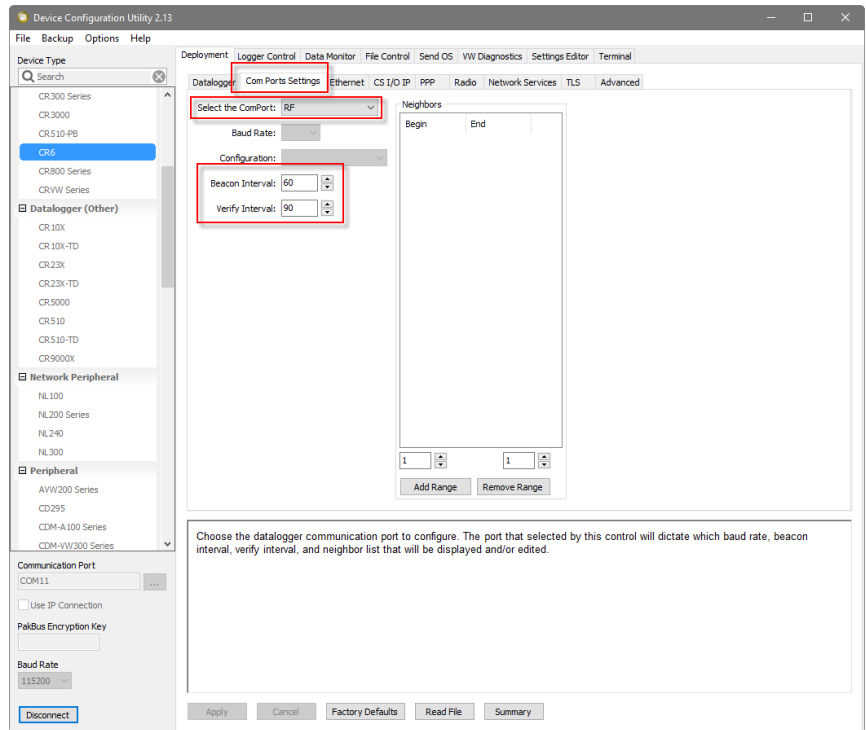 Device Configuration Utility 2.13
File Backup Options Help
Device Type
Search
CR300 Series
CR3000
CR510-PB
CR6
CR800 Series
CRVW Series
Datalogger (Other)
CR10X
CR10X-TD
CR23X
CR23X-TD
CR5000
CR510
CR510-TD
CR9000X
Network Peripheral
NL100
NL200 Series
NL240
NL300
Peripheral
AVW200 Series
CD295
CDM-A100 Series
CDM-VW300 Series
Communication Port
COM11
...
Use IP Connection
PakBus Encryption Key
Baud Rate
115200
Disconnect
Deployment Logger Control Data Monitor File Control Send OS VW Diagnostics Settings Editor Terminal
Datalogger Com Ports Settings Ethernet CS I/O IP PPP Radio Network Services TLS Advanced
Select the ComPort: RF
Baud Rate:
Configuration:
Beacon Interval: 60
Verify Interval: 90
Neighbors
Begin End
1 1
Add Range Remove Range
Choose the datalogger communication port to configure. The port that selected by this control will dictate which baud rate, beacon
interval, verify interval, and neighbor list that will be displayed and/or edited.
Apply Cancel Factory Defaults Read File Summary